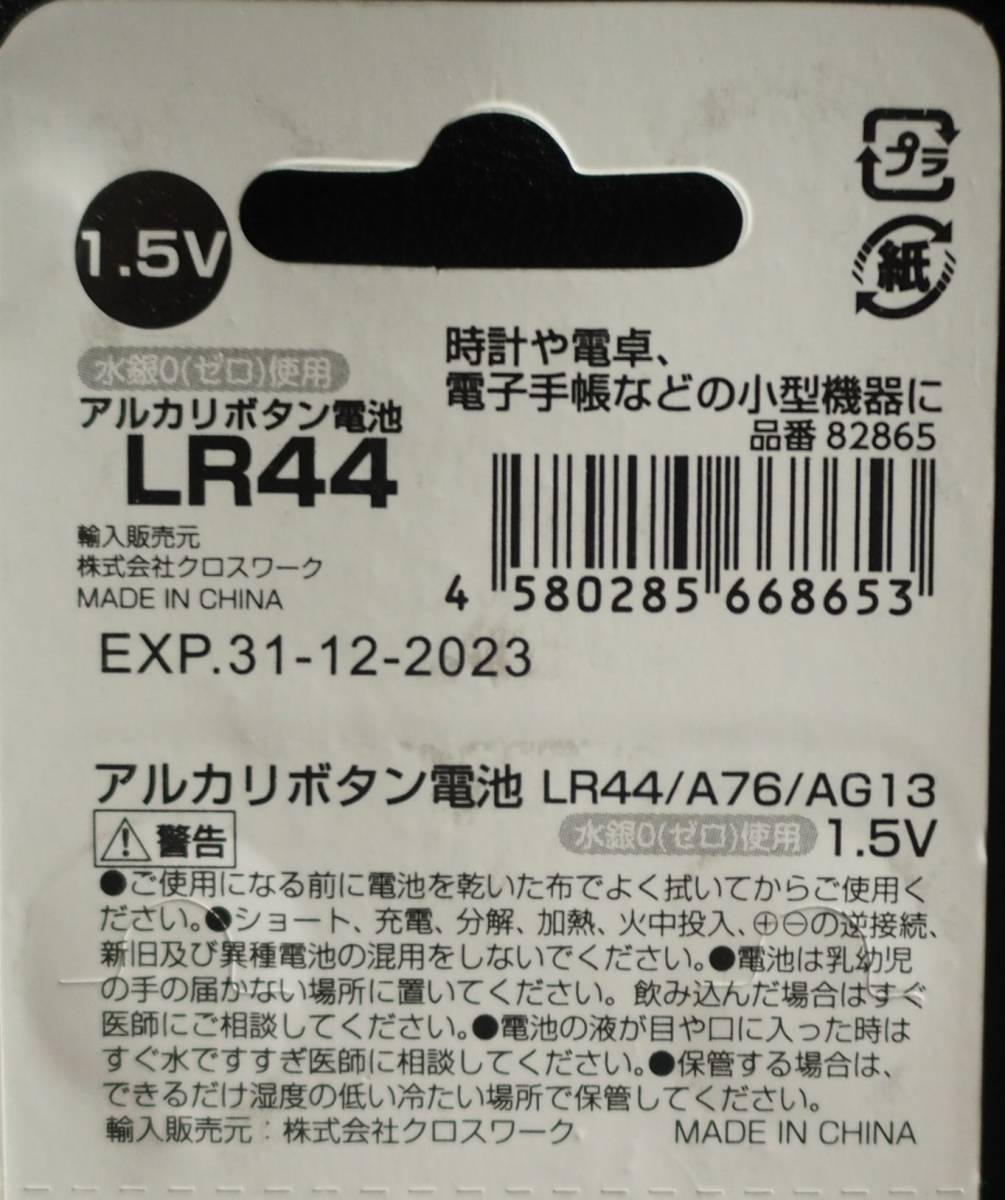 プラ
1.5V
紙
水銀0(ゼロ)使用
時計や電卓、
電子手帳などの小型機器に
アルカリボタン電池
品番 82865
LR44
輸入販売元
株式会社クロスワーク
MADE IN CHINA
4 580285 668653
EXP.31-12-2023
アルカリボタン電池 LR44/A76/AG13
警告
水銀0(ゼロ)使用 1.5V
●ご使用になる前に電池を乾いた布でよく拭いてからご使用く
ださい。●ショート、充電、分解、加熱、火中投入、⊕⊖の逆接続、
新旧及び異種電池の混用をしないでください。●電池は乳幼児
の手の届かない場所に置いてください。飲み込んだ場合はすぐ
医師にご相談してください。●電池の液が目や口に入った時は
すぐ水ですすぎ医師に相談してください。●保管する場合は、
できるだけ湿度の低い冷たい場所で保管してください。
輸入販売元：株式会社クロスワーク MADE IN CHINA